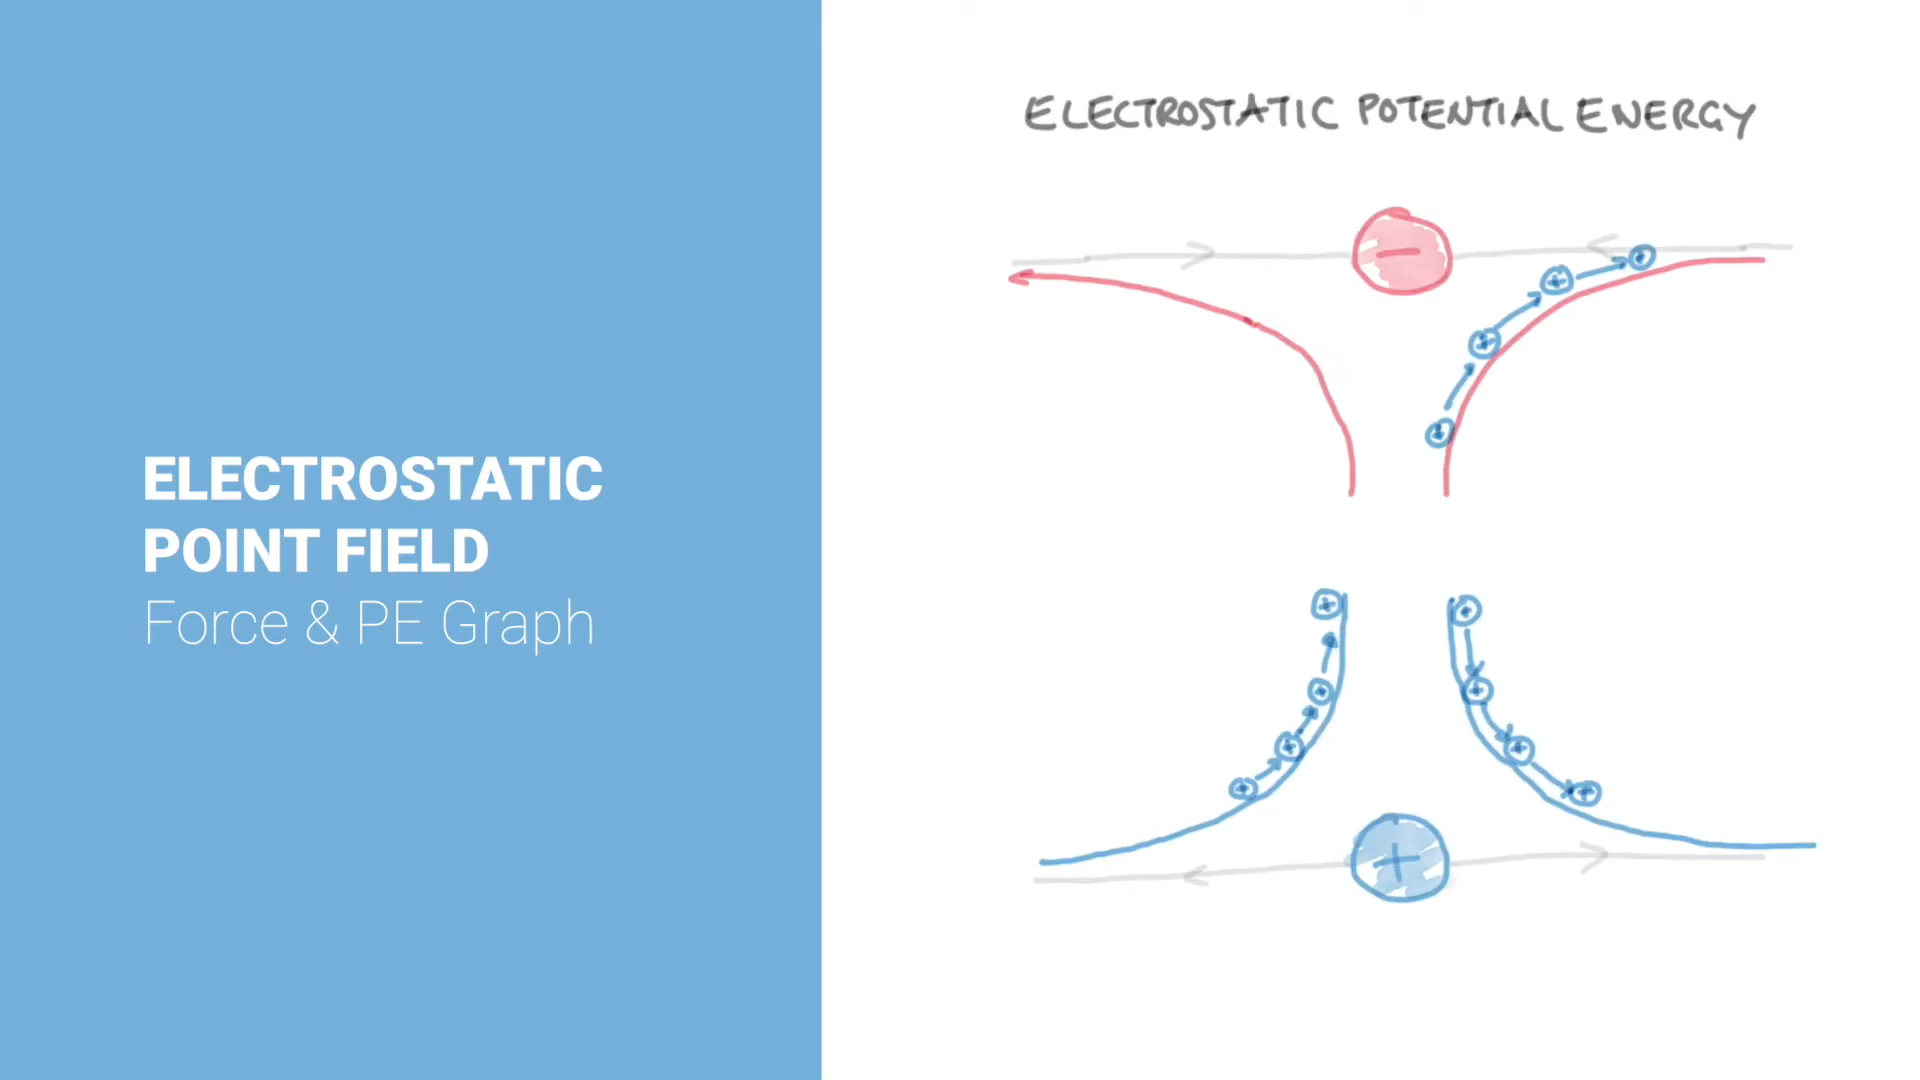 ELECTROSTATIC POTENTIAL ENERGY
ELECTROSTATIC
POINT FIELD
Force & PE Graph